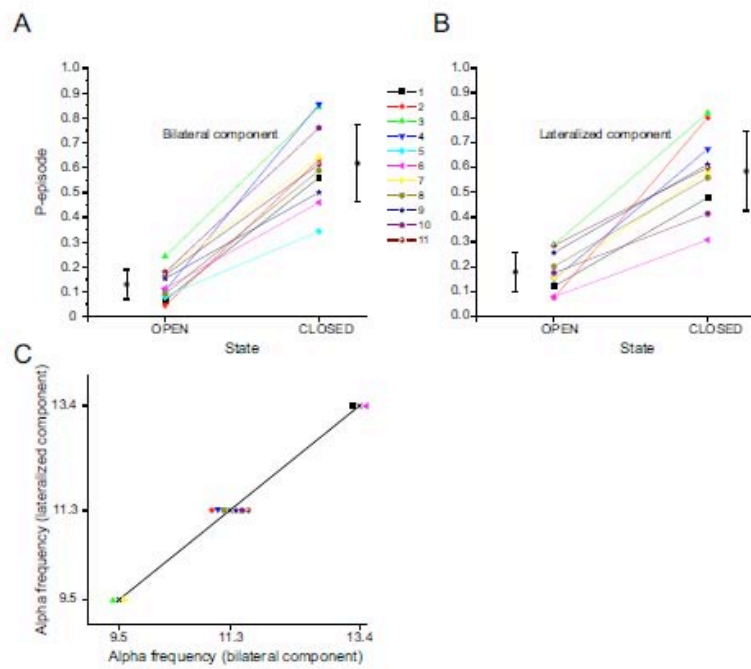 A
B
1.0
0.9
0.8
0.7
0.6
0.5
0.4
0.3
0.2
0.1
0
P-episode
Bilateral component
OPEN
CLOSED
State
1
2
3
4
5
6
7
8
9
10
11
1.0
0.9
0.8
0.7
0.6
0.5
0.4
0.3
0.2
0.1
0.0
Lateralized component
OPEN
CLOSED
State
C
Alpha frequency (lateralized component)
13.4
11.3
9.5
9.5
11.3
13.4
Alpha frequency (bilateral component)